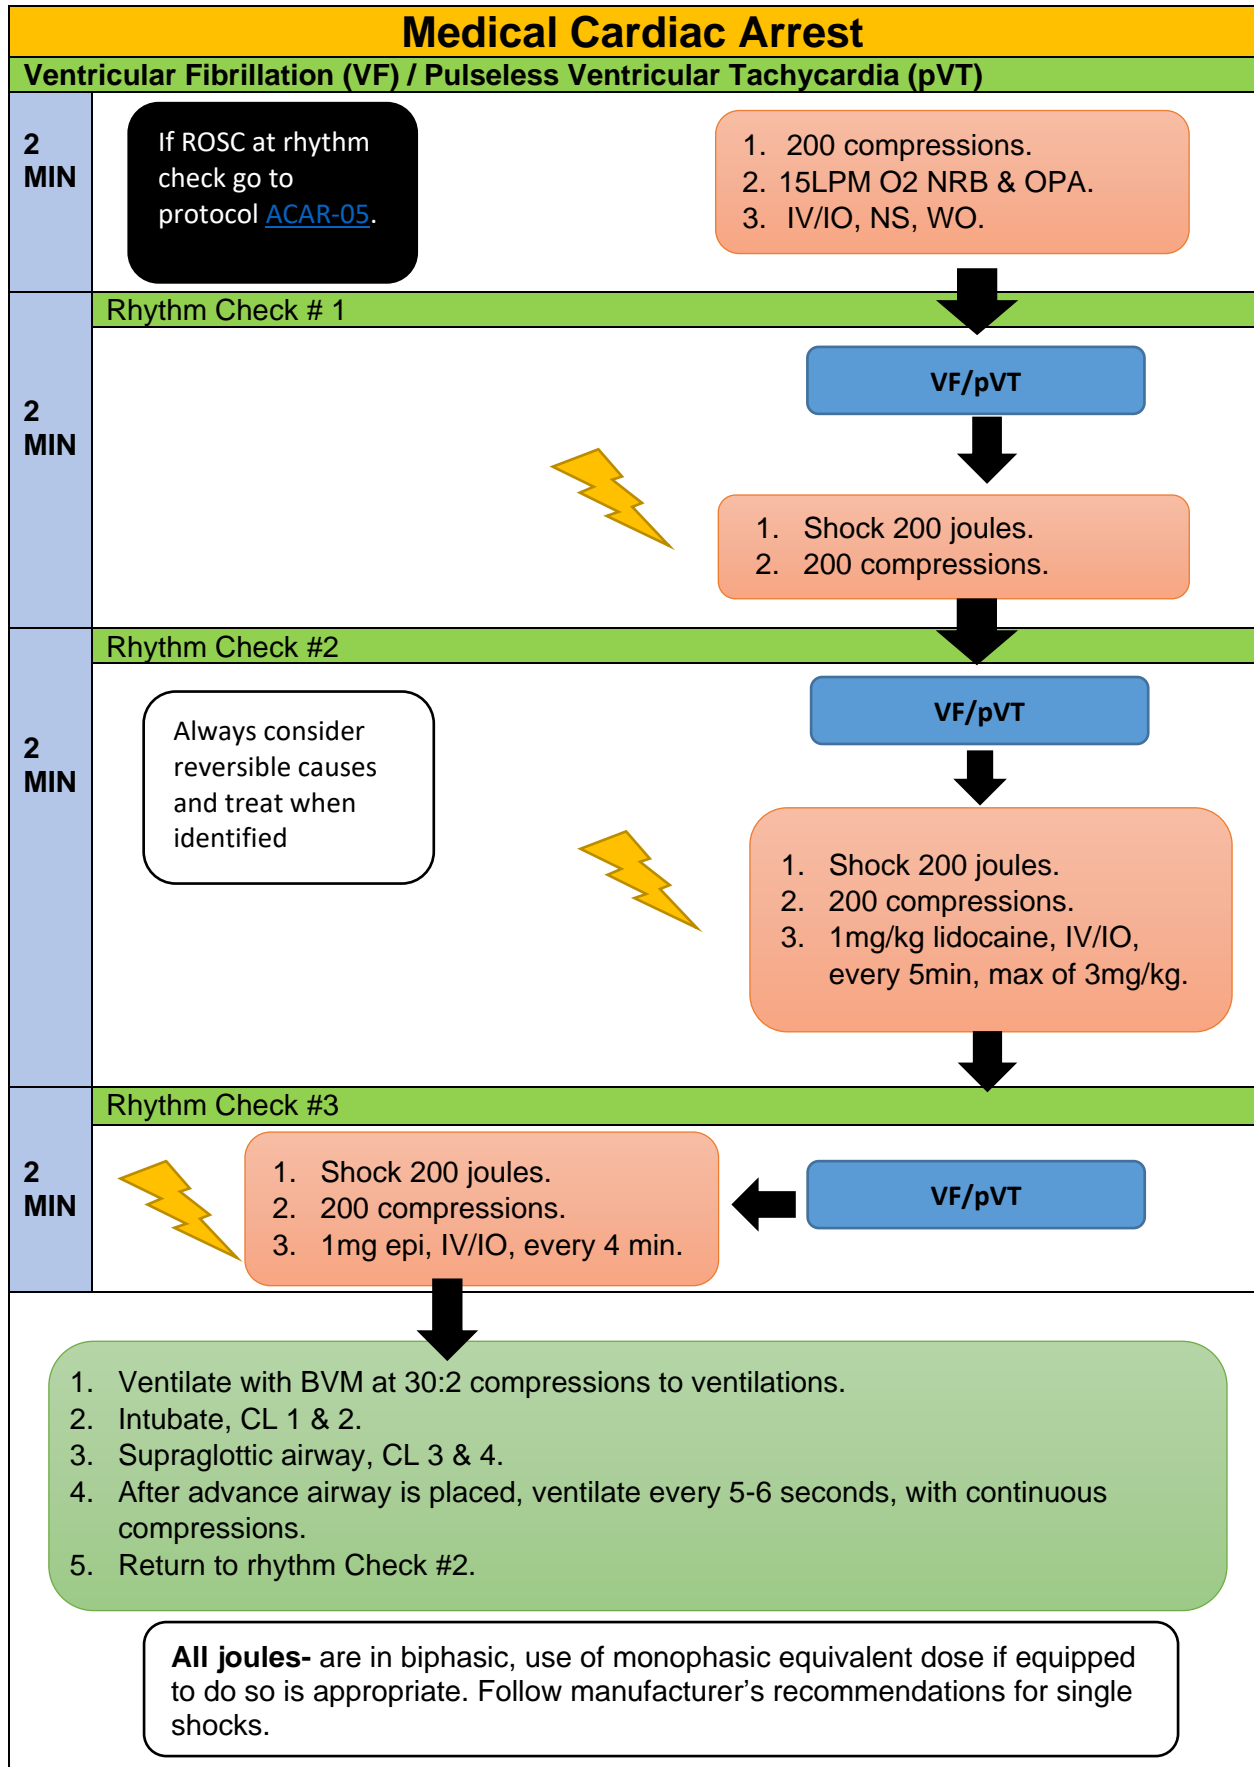 Medical Cardiac Arrest
Ventricular Fibrillation (VF) / Pulseless Ventricular Tachycardia (pVT)
2
MIN
If ROSC at rhythm
check go to
protocol ACAR-05.
1. 200 compressions.
2. 15LPM O2 NRB & OPA.
3. IV/IO, NS, WO.
Rhythm Check # 1
2
MIN
VF/pVT
1. Shock 200 joules.
2. 200 compressions.
Rhythm Check #2
2
MIN
Always consider
reversible causes
and treat when
identified
VF/pVT
1. Shock 200 joules.
2. 200 compressions.
3. 1mg/kg lidocaine, IV/IO,
every 5min, max of 3mg/kg.
Rhythm Check #3
2
MIN
VF/pVT
1. Shock 200 joules.
2. 200 compressions.
3. 1mg epi, IV/IO, every 4 min.
1. Ventilate with BVM at 30:2 compressions to ventilations.
2. Intubate, CL 1 & 2.
3. Supraglottic airway, CL 3 & 4.
4. After advance airway is placed, ventilate every 5-6 seconds, with continuous
compressions.
5. Return to rhythm Check #2.
All joules- are in biphasic, use of monophasic equivalent dose if equipped
to do so is appropriate. Follow manufacturer’s recommendations for single
shocks.